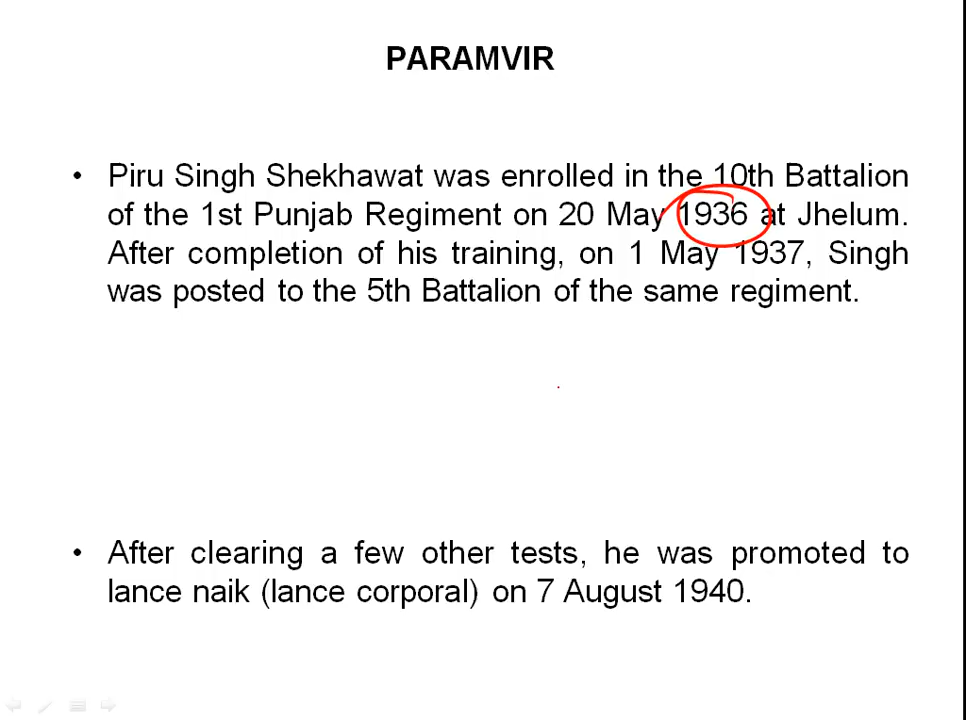 PARAMVIR
• Piru Singh Shekhawat was enrolled in the 10th Battalion
of the 1st Punjab Regiment on 20 May 1936 at Jhelum.
After completion of his training, on 1 May 1937, Singh
was posted to the 5th Battalion of the same regiment.
• After clearing a few other tests, he was promoted to
lance naik (lance corporal) on 7 August 1940.